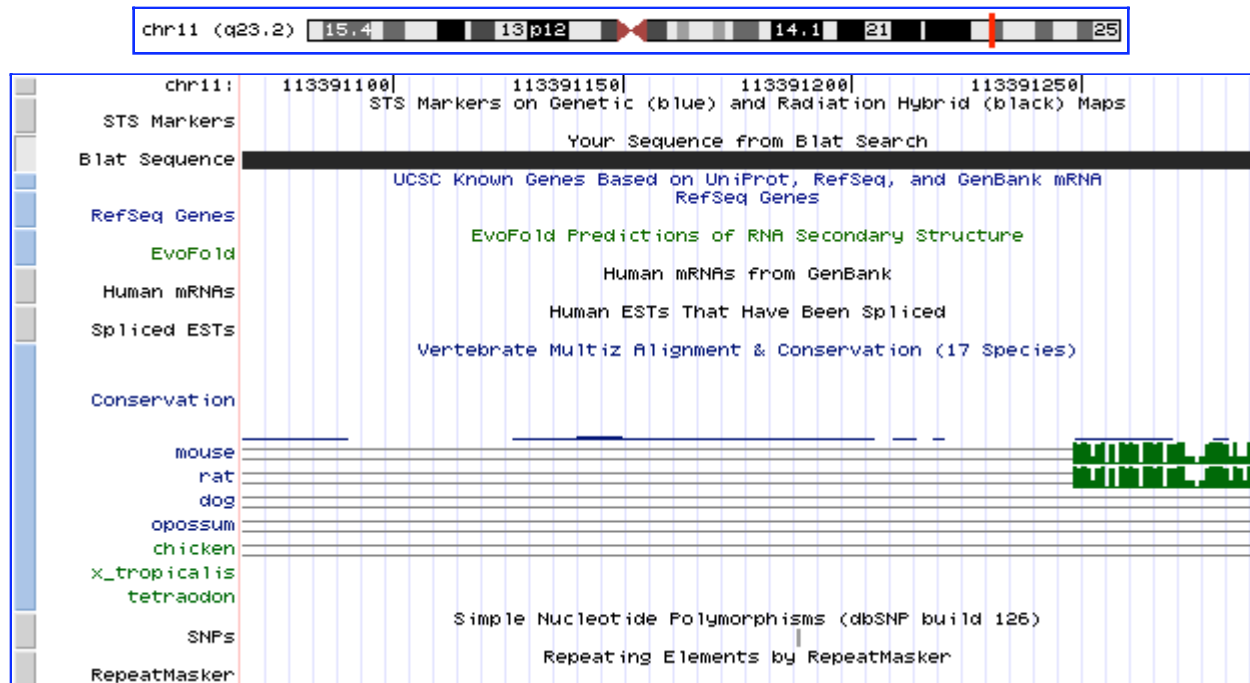 chr11 (q23.2) 15.4 13 p12 14.1 21 25
chr11: 113391100| 113391150| 113391200| 113391250|
STS Markers on Genetic (blue) and Radiation Hybrid (black) Maps
STS Markers
Your Sequence from Blat Search
Blat Sequence
UCSC Known Genes Based on UniProt, RefSeq, and GenBank mRNA
RefSeq Genes
RefSeq Genes
EvoFold Predictions of RNA Secondary Structure
EvoFold
Human mRNAs from GenBank
Human mRNAs
Human ESTs That Have Been Spliced
Spliced ESTs
Vertebrate Multiz Alignment & Conservation (17 Species)
Conservation
mouse
rat
dog
opossum
chicken
x_tropicalis
tetraodon
Simple Nucleotide Polymorphisms (dbSNP build 126)
SNPs
Repeating Elements by RepeatMasker
RepeatMasker